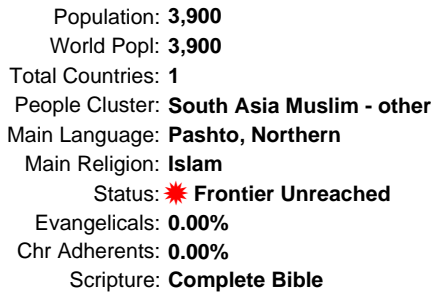 Population: 3,900
World Popl: 3,900
Total Countries: 1
People Cluster: South Asia Muslim - other
Main Language: Pashto, Northern
Main Religion: Islam
Status: Frontier Unreached
Evangelicals: 0.00%
Chr Adherents: 0.00%
Scripture: Complete Bible